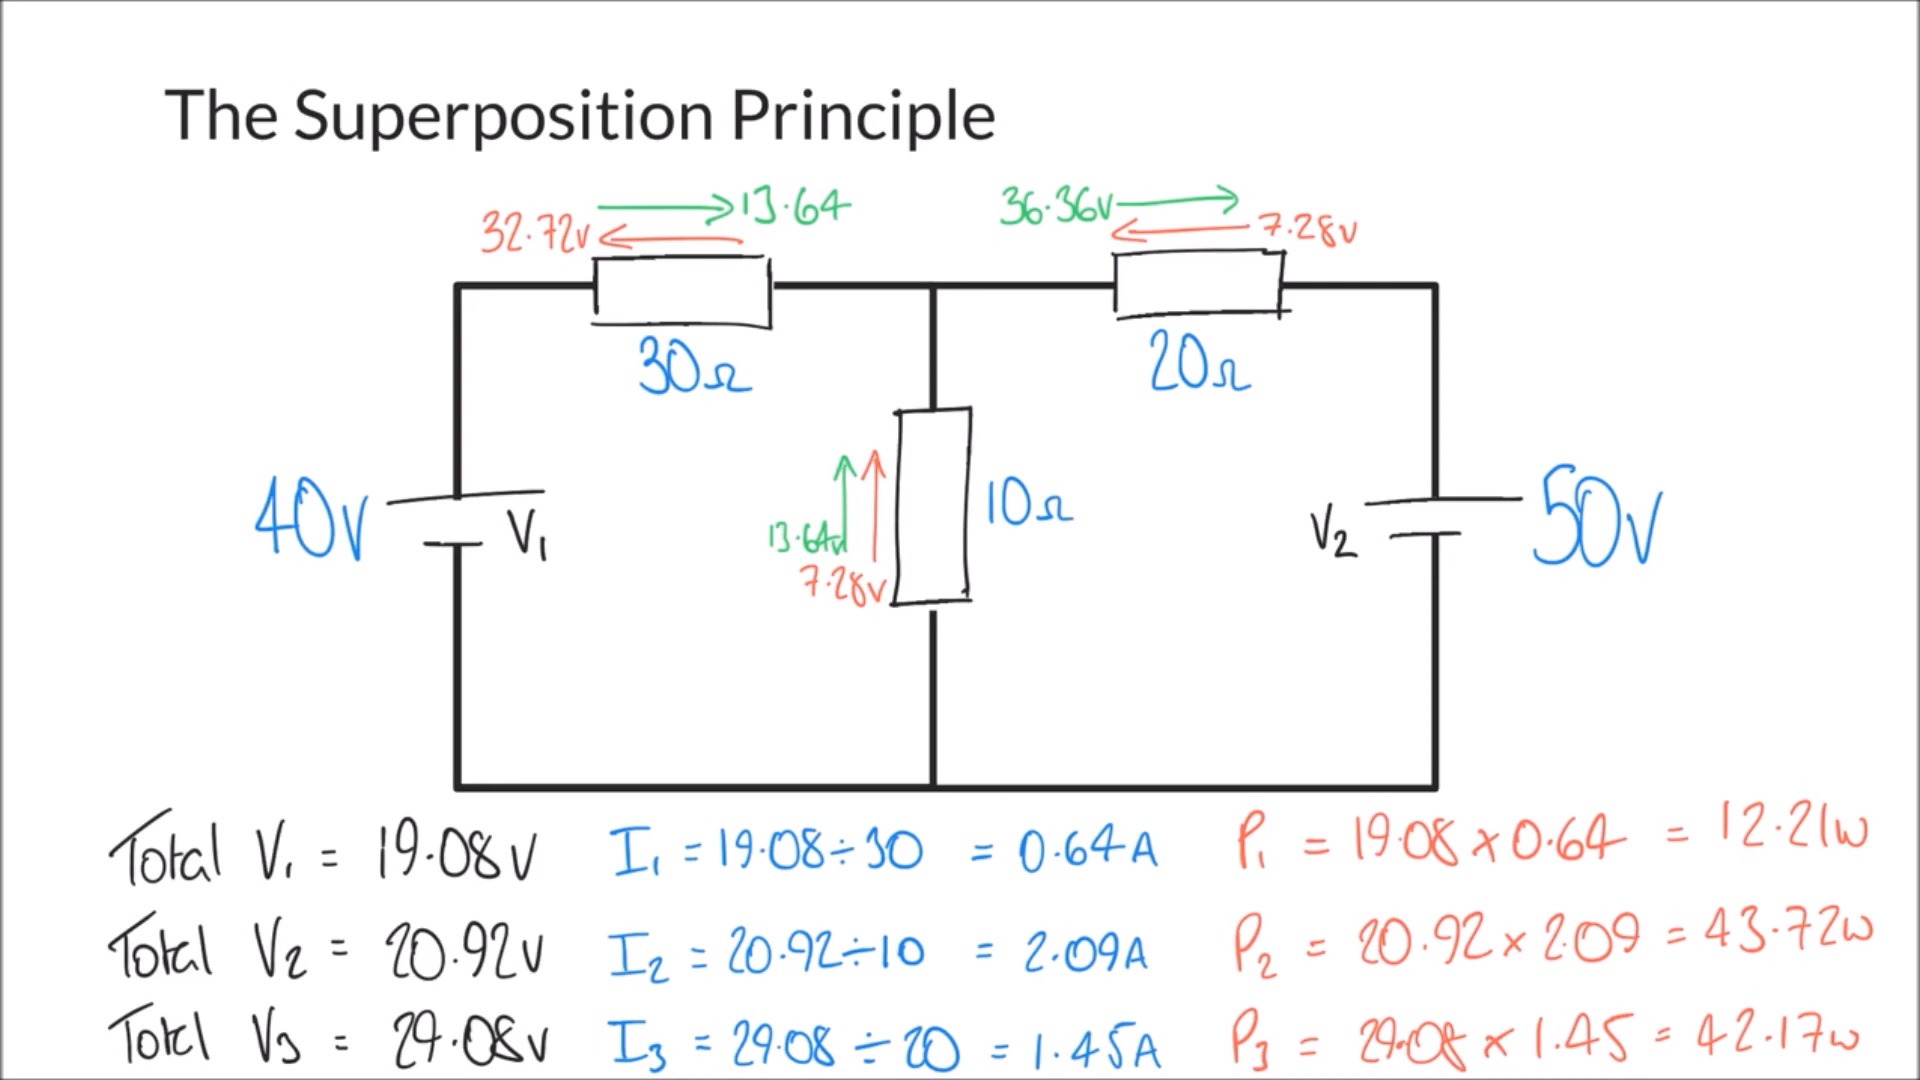 The Superposition Principle
13.64
36.36v
32.72v
7.28v
30Ω
20Ω
40v
V1
10Ω
V2
50v
13.64v
7.28v
Total V1 = 19.08v I1 = 19.08÷30 = 0.64A P1 = 19.08 x 0.64 = 12.21w
Total V2 = 20.92v I2 = 20.92÷10 = 2.09A P2 = 20.92 x 2.09 = 43.72w
Total V3 = 29.08v I3 = 29.08 ÷ 20 = 1.45A P3 = 29.08 x 1.45 = 42.17w